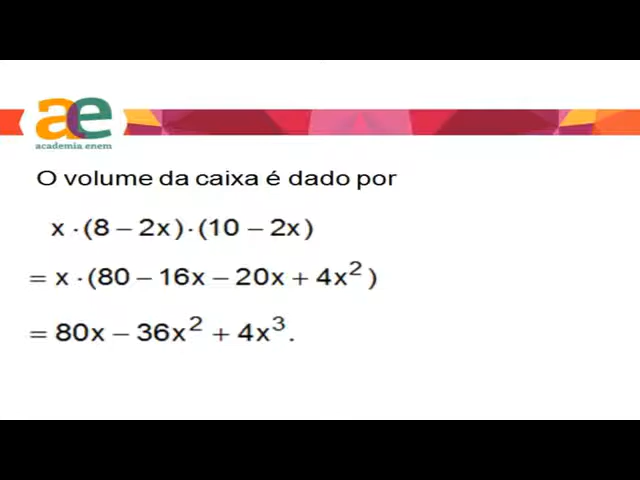 ae
academia enem
O volume da caixa é dado por
x · (8 − 2x) · (10 − 2x)
= x · (80 − 16x − 20x + 4x²)
= 80x − 36x² + 4x³.